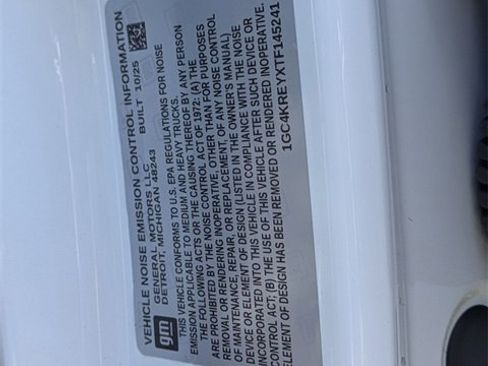 VEHICLE NOISE EMISSION CONTROL INFORMATION
gm
GENERAL MOTORS LLC BUILT 10/25
DETROIT, MICHIGAN 48243
THIS VEHICLE CONFORMS TO U.S. EPA REGULATIONS FOR NOISE
EMISSION APPLICABLE TO MEDIUM AND HEAVY TRUCKS.
THE FOLLOWING ACTS OR THE CAUSING THEREOF BY ANY PERSON
ARE PROHIBITED BY THE NOISE CONTROL ACT OF 1972: (A) THE
REMOVAL OR RENDERING INOPERATIVE, OTHER THAN FOR PURPOSES
OF MAINTENANCE, REPAIR, OR REPLACEMENT, OF ANY NOISE CONTROL
DEVICE OR ELEMENT OF DESIGN (LISTED IN THE OWNER'S MANUAL)
INCORPORATED INTO THIS VEHICLE IN COMPLIANCE WITH THE NOISE
CONTROL ACT; (B) THE USE OF THIS VEHICLE AFTER SUCH DEVICE OR
ELEMENT OF DESIGN HAS BEEN REMOVED OR RENDERED INOPERATIVE.
1GC4KREYXTF145241